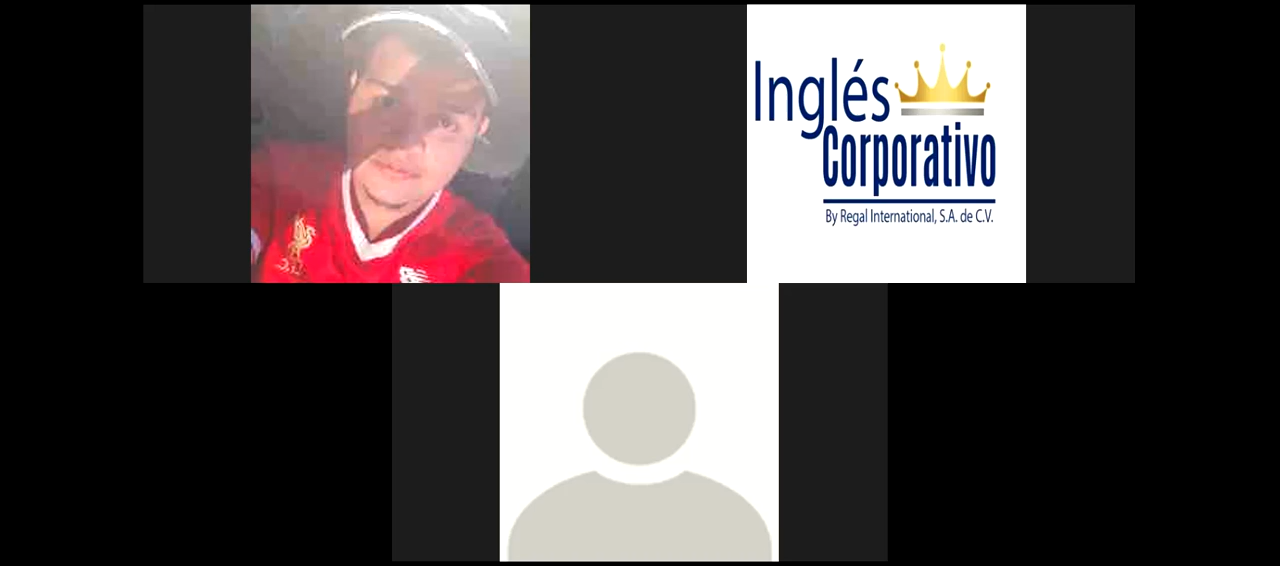 Inglés
Corporativo
By Regal International, S.A. de C.V.